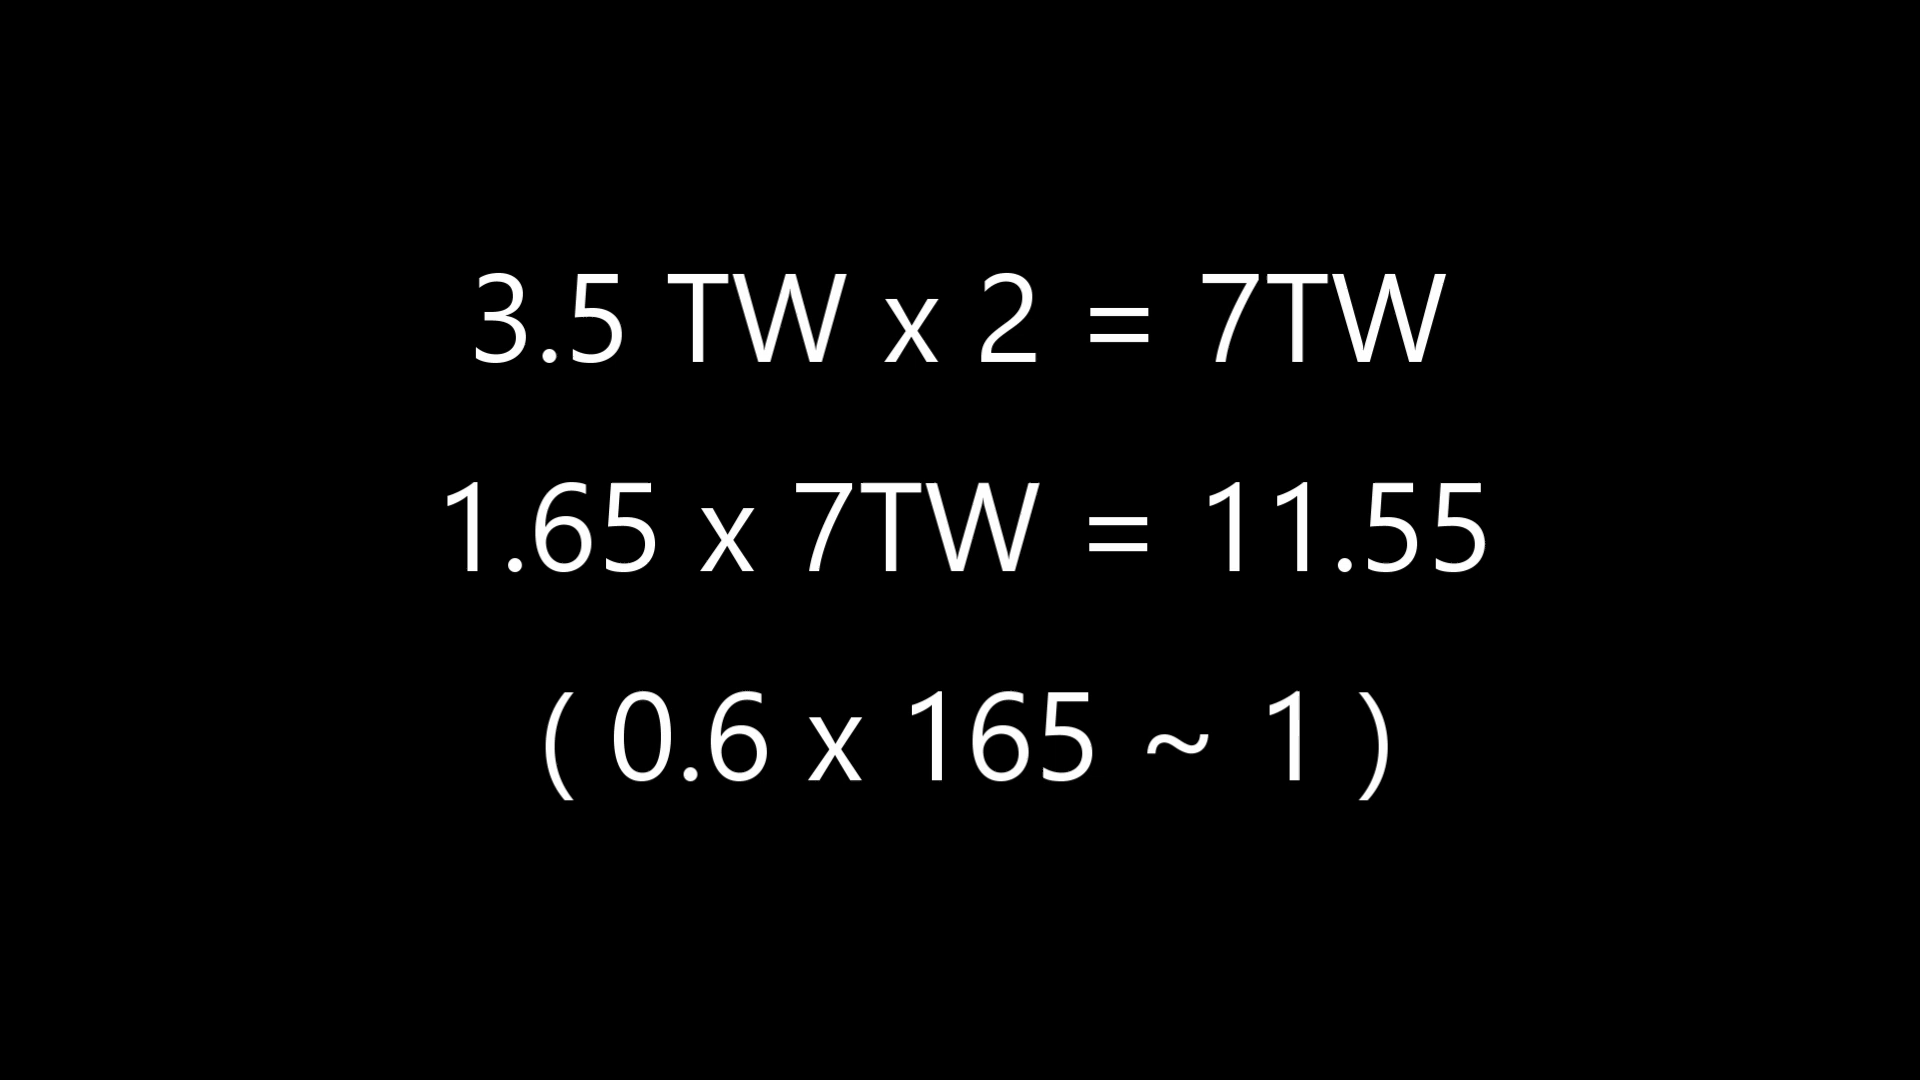 3.5 TW x 2 = 7TW
1.65 x 7TW = 11.55
( 0.6 x 165 ~ 1 )